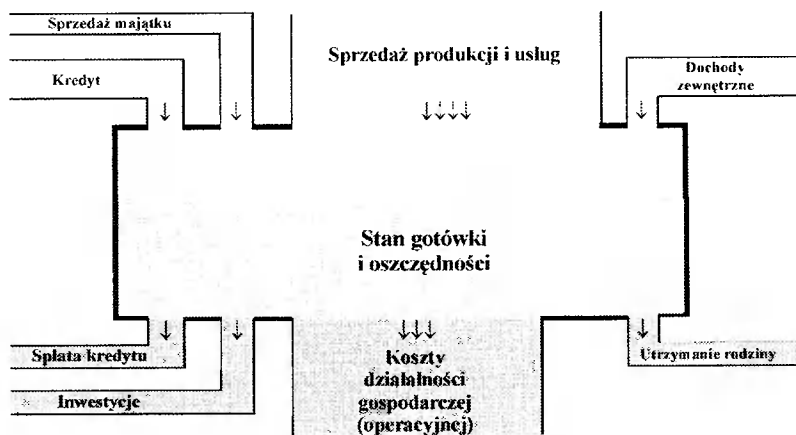 Sprzedaż majątku
Sprzedaż produkcji i usług
Kredyt
Dochody
zewnętrzne
Stan gotówki
i oszczędności
Spłata kredytu
Inwestycje
Koszty
działalności
gospodarczej
(operacyjnej)
Utrzymanie rodziny